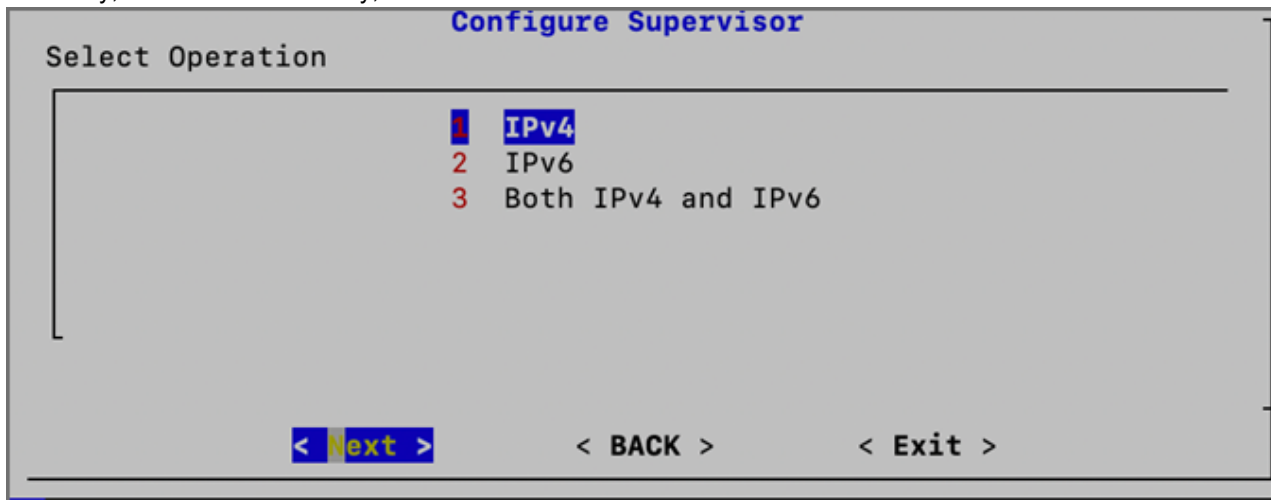 Configure Supervisor
Select Operation
1 IPv4
2 IPv6
3 Both IPv4 and IPv6
< Next > < BACK > < Exit >